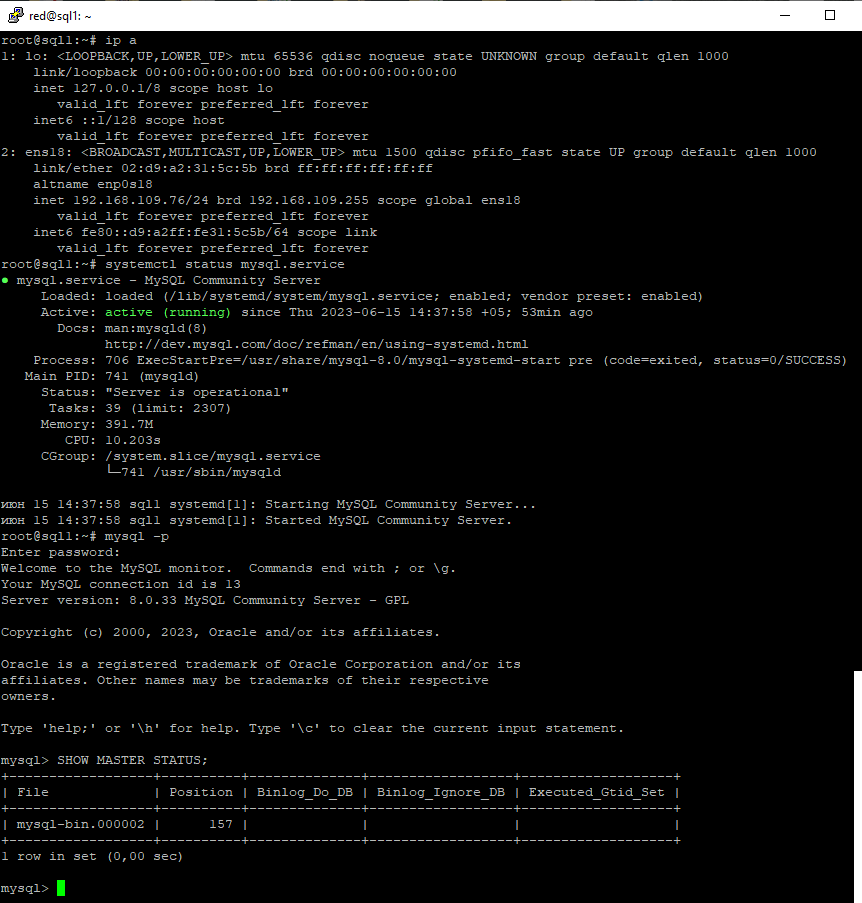 red@sql1: ~
root@sql1:~# ip a
1: lo: <LOOPBACK,UP,LOWER_UP> mtu 65536 qdisc noqueue state UNKNOWN group default qlen 1000
    link/loopback 00:00:00:00:00:00 brd 00:00:00:00:00:00
    inet 127.0.0.1/8 scope host lo
       valid_lft forever preferred_lft forever
    inet6 ::1/128 scope host
       valid_lft forever preferred_lft forever
2: ens18: <BROADCAST,MULTICAST,UP,LOWER_UP> mtu 1500 qdisc pfifo_fast state UP group default qlen 1000
    link/ether 02:d9:a2:31:5c:5b brd ff:ff:ff:ff:ff:ff
    altname enp0s18
    inet 192.168.109.76/24 brd 192.168.109.255 scope global ens18
       valid_lft forever preferred_lft forever
    inet6 fe80::d9:a2ff:fe31:5c5b/64 scope link
       valid_lft forever preferred_lft forever
root@sql1:~# systemctl status mysql.service
● mysql.service - MySQL Community Server
     Loaded: loaded (/lib/systemd/system/mysql.service; enabled; vendor preset: enabled)
     Active: active (running) since Thu 2023-06-15 14:37:58 +05; 53min ago
       Docs: man:mysqld(8)
             http://dev.mysql.com/doc/refman/en/using-systemd.html
    Process: 706 ExecStartPre=/usr/share/mysql-8.0/mysql-systemd-start pre (code=exited, status=0/SUCCESS)
   Main PID: 741 (mysqld)
     Status: "Server is operational"
      Tasks: 39 (limit: 2307)
     Memory: 391.7M
        CPU: 10.203s
     CGroup: /system.slice/mysql.service
             └─741 /usr/sbin/mysqld

июн 15 14:37:58 sql1 systemd[1]: Starting MySQL Community Server...
июн 15 14:37:58 sql1 systemd[1]: Started MySQL Community Server.
root@sql1:~# mysql -p
Enter password:
Welcome to the MySQL monitor.  Commands end with ; or \g.
Your MySQL connection id is 13
Server version: 8.0.33 MySQL Community Server - GPL

Copyright (c) 2000, 2023, Oracle and/or its affiliates.

Oracle is a registered trademark of Oracle Corporation and/or its
affiliates. Other names may be trademarks of their respective
owners.

Type 'help;' or '\h' for help. Type '\c' to clear the current input statement.

mysql> SHOW MASTER STATUS;
+------------------+----------+--------------+------------------+-------------------+
| File             | Position | Binlog_Do_DB | Binlog_Ignore_DB | Executed_Gtid_Set |
+------------------+----------+--------------+------------------+-------------------+
| mysql-bin.000002 |      157 |              |                  |                   |
+------------------+----------+--------------+------------------+-------------------+
1 row in set (0,00 sec)

mysql>